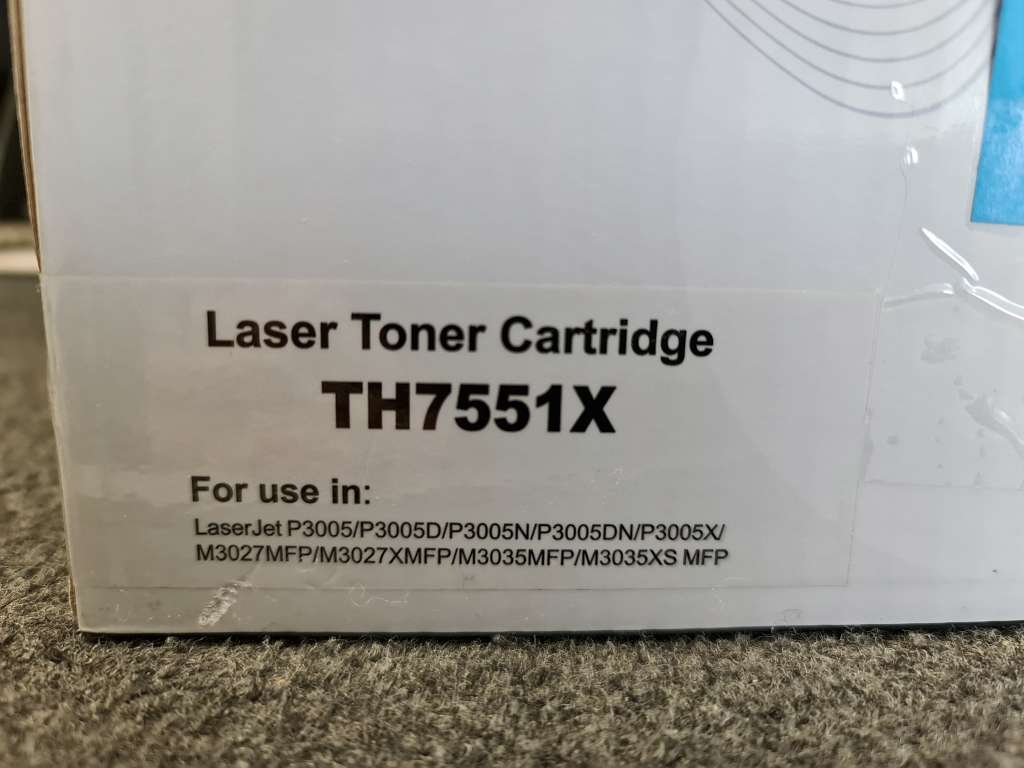 Laser Toner Cartridge
TH7551X
For use in:
LaserJet P3005/P3005D/P3005N/P3005DN/P3005X/
M3027MFP/M3027XMFP/M3035MFP/M3035XS MFP